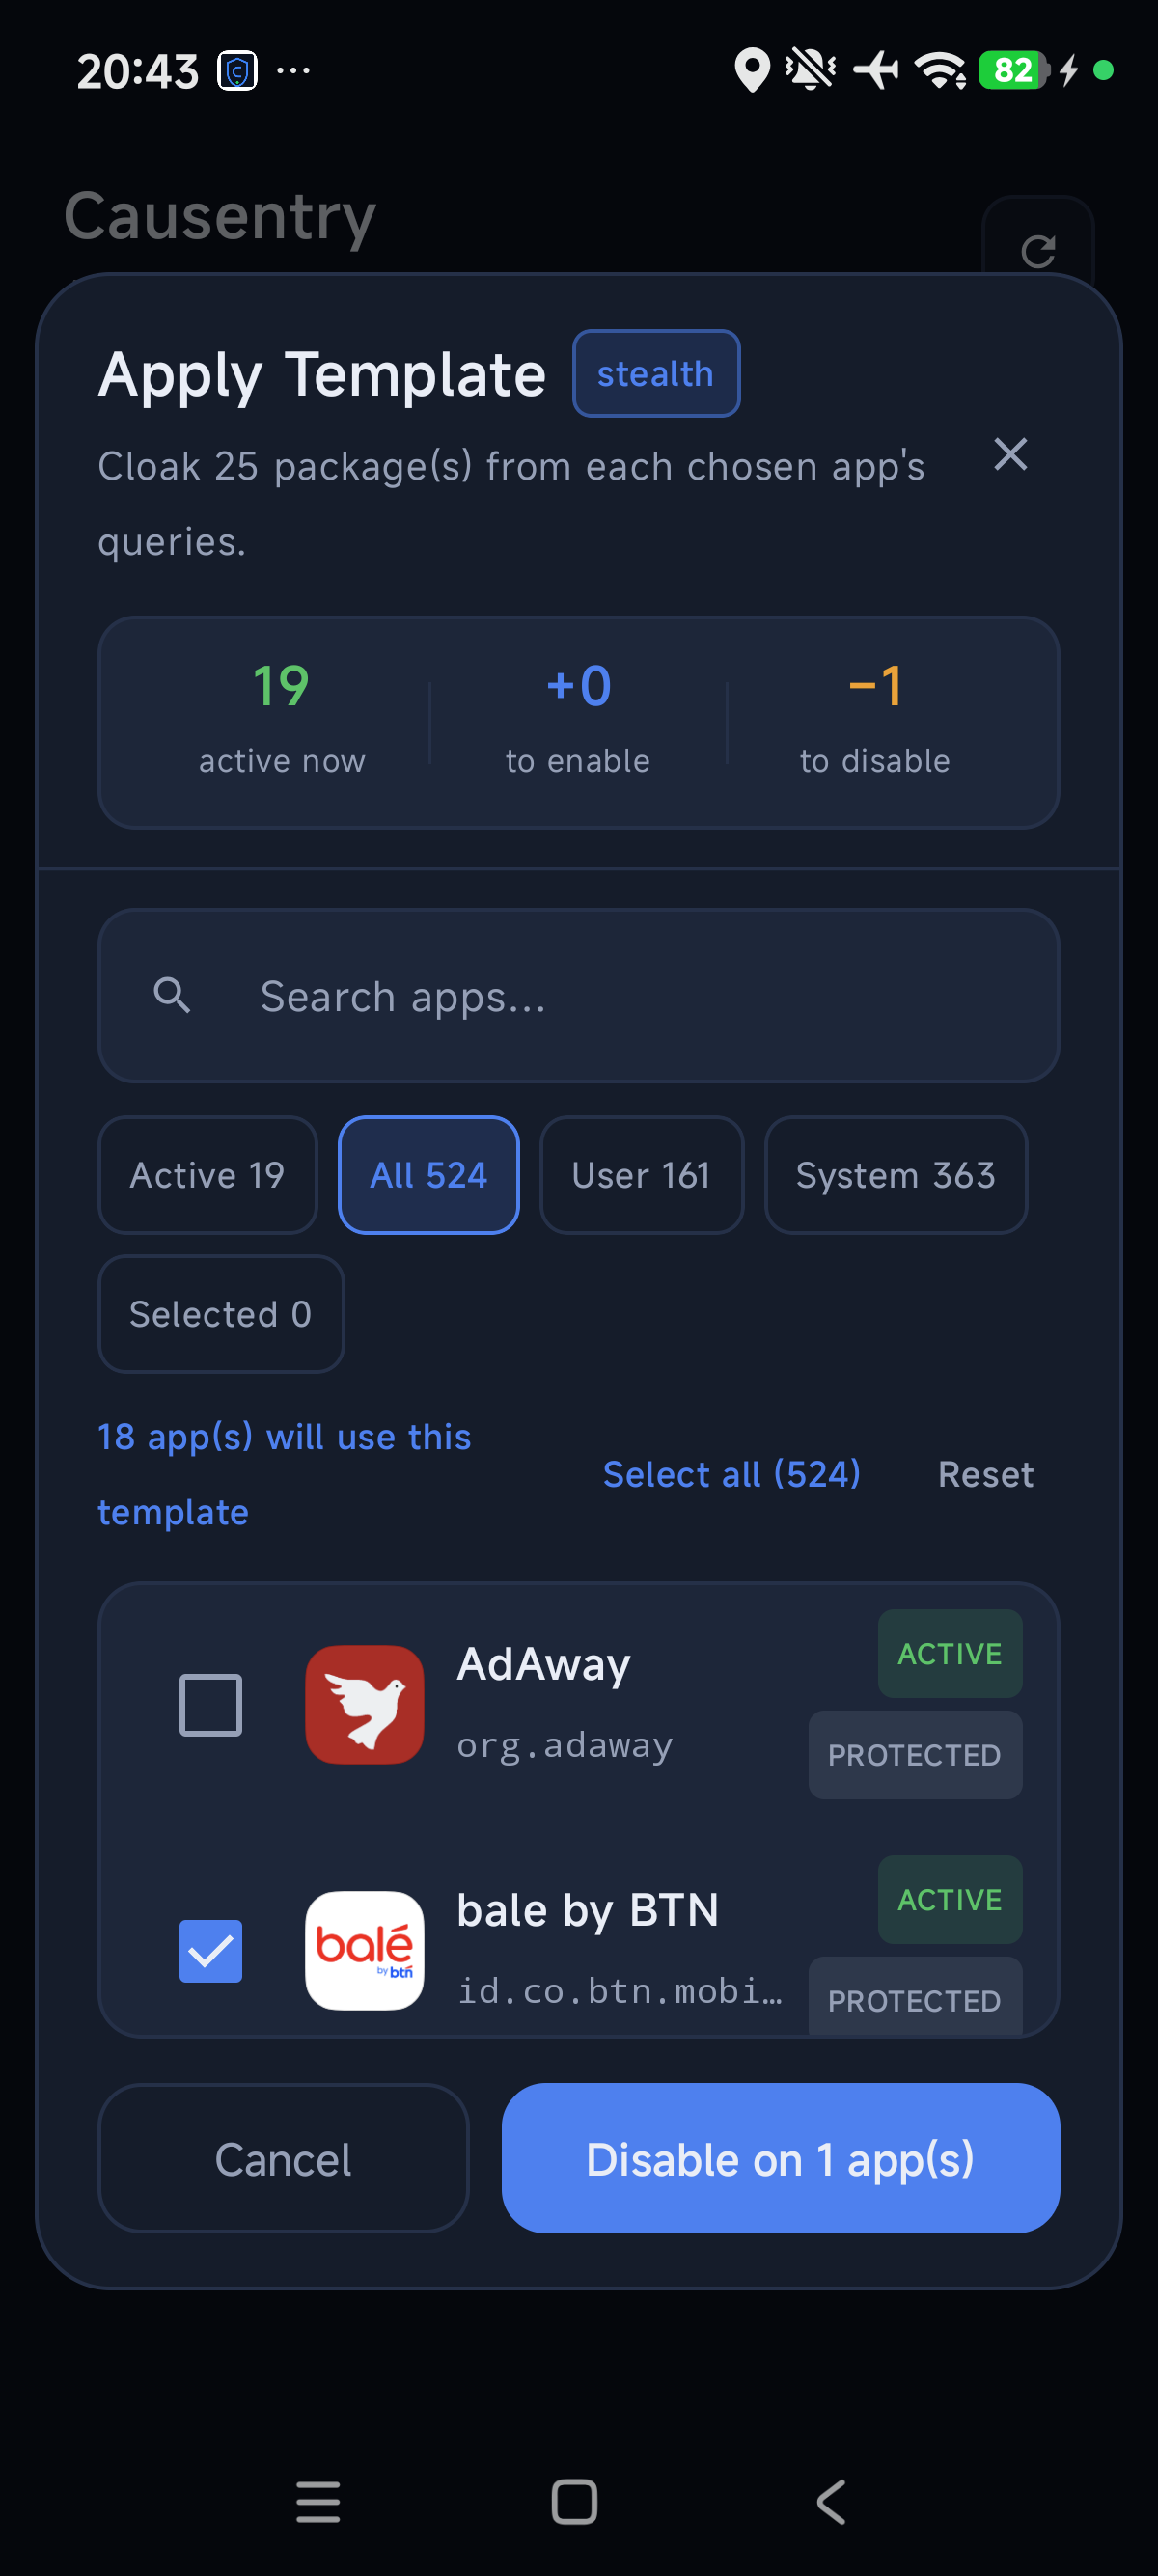 20:43
82
Causentry
Apply Template
stealth
Cloak 25 package(s) from each chosen app's
queries.
19
+0
−1
active now
to enable
to disable
Search apps...
Active 19
All 524
User 161
System 363
Selected 0
18 app(s) will use this
template
Select all (524)
Reset
AdAway
org.adaway
ACTIVE
PROTECTED
balé
by btn
bale by BTN
id.co.btn.mobi…
ACTIVE
PROTECTED
Cancel
Disable on 1 app(s)